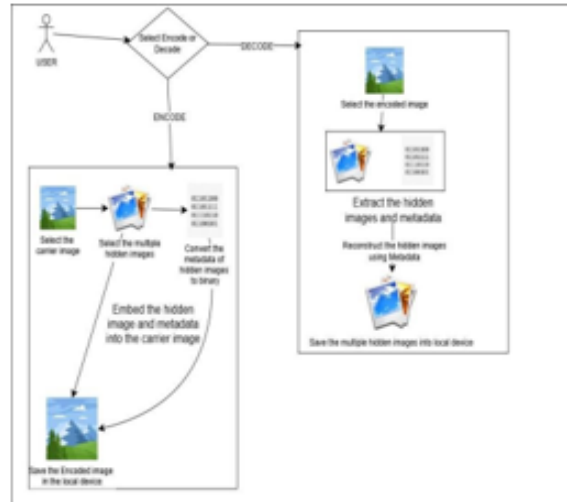 USER
Select Encode or
Decode
DECODE
ENCODE
Select the encoded image
Extract the hidden
images and metadata
Reconstruct the hidden images
using Metadata
Save the multiple hidden images into local device
Select the
carrier image
Select the multiple
hidden images
Convert the
metadata of
hidden images
to binary
Embed the hidden
image and metadata
into the carrier image
Save the Encoded image
in the local device